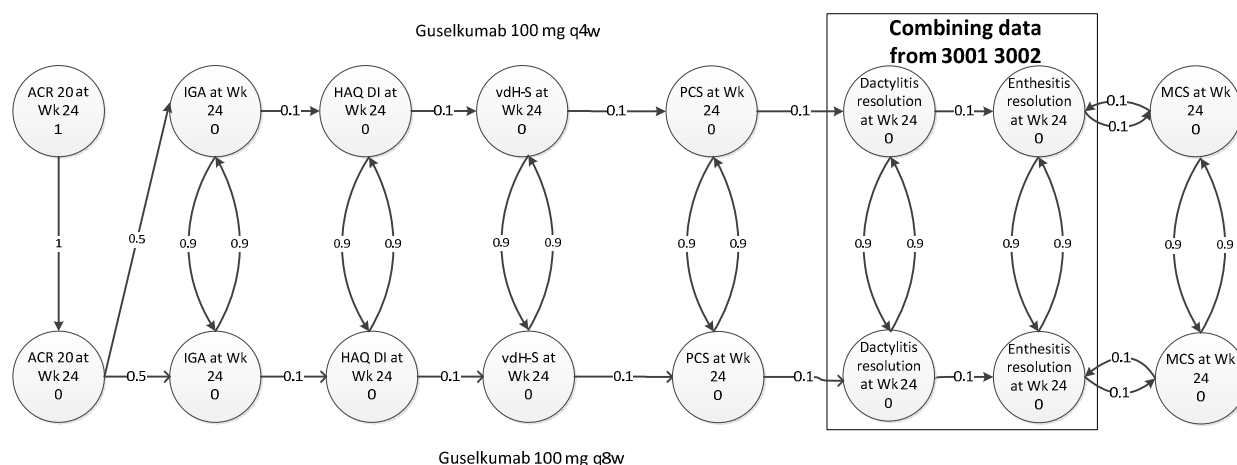 Guselkumab 100 mg q4w
Combining data
from 3001 3002
ACR 20 at
Wk 24
1
IGA at Wk
24
0
HAQ DI at
Wk 24
0
vdH-S at
Wk 24
0
PCS at Wk
24
0
Dactylitis
resolution
at Wk 24
0
Enthesitis
resolution
at Wk 24
0
MCS at Wk
24
0
0.1
0.1
0.1
0.1
0.1
0.1
0.1
1
0.5
0.9
0.9
0.9
0.9
0.9
0.9
0.9
0.9
0.9
0.9
0.9
0.9
0.9
0.9
ACR 20 at
Wk 24
0
IGA at Wk
24
0
HAQ DI at
Wk 24
0
vdH-S at
Wk 24
0
PCS at Wk
24
0
Dactylitis
resolution
at Wk 24
0
Enthesitis
resolution
at Wk 24
0
MCS at Wk
24
0
0.5
0.1
0.1
0.1
0.1
0.1
0.1
0.1
Guselkumab 100 mg q8w